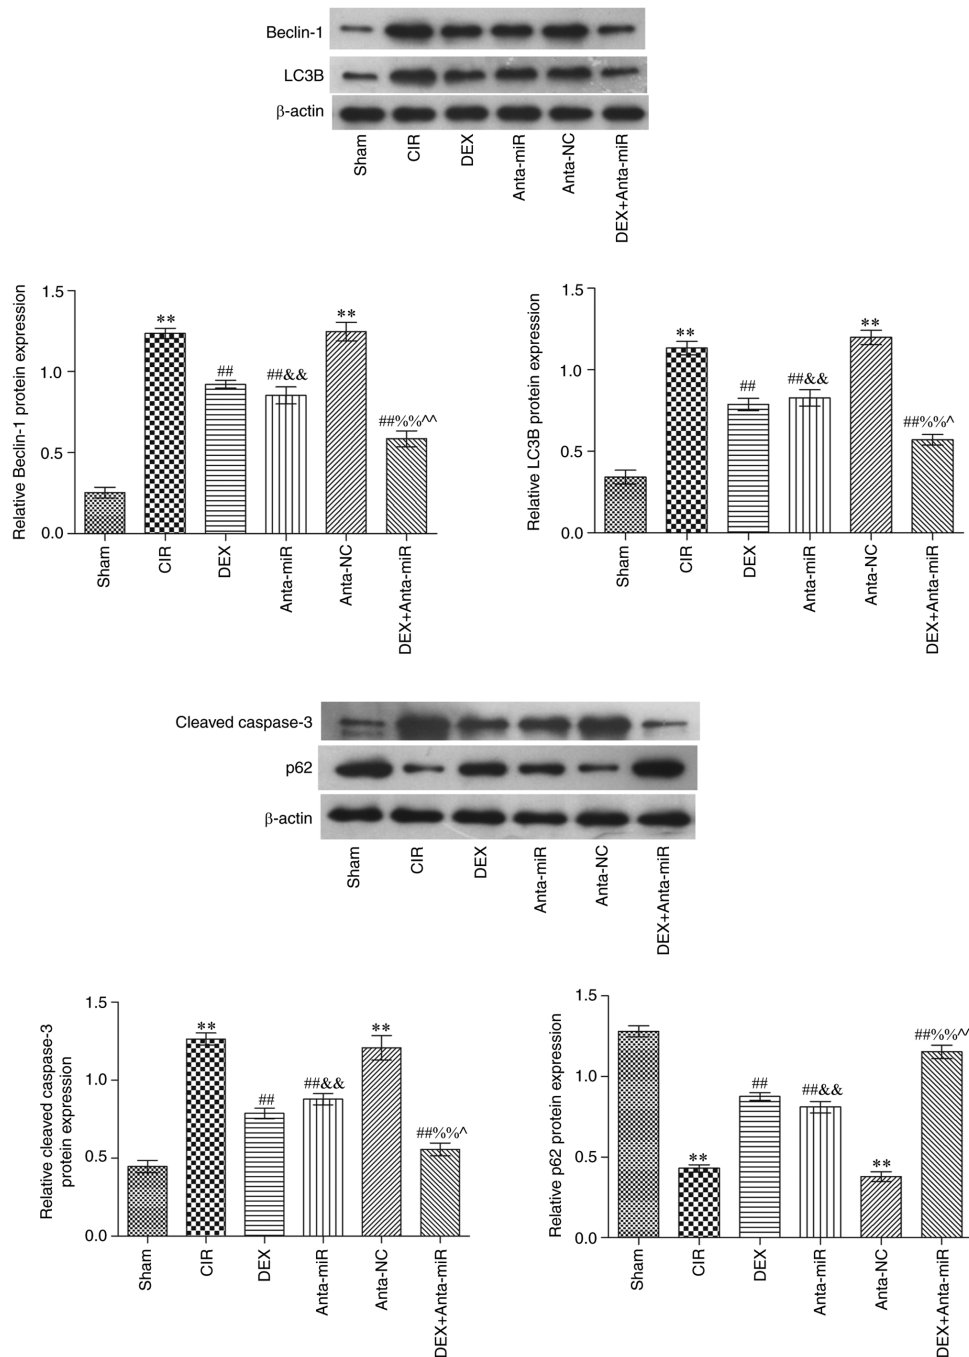 Beclin-1
LC3B
β-actin
Sham
CIR
DEX
Anta-miR
Anta-NC
DEX+Anta-miR
Relative Beclin-1 protein expression
1.5
1.0
0.5
0.0
**
##
##&&
**
##%%^^
Sham
CIR
DEX
Anta-miR
Anta-NC
DEX+Anta-miR
Relative LC3B protein expression
1.5
1.0
0.5
0.0
**
##
##&&
**
##%%^
Sham
CIR
DEX
Anta-miR
Anta-NC
DEX+Anta-miR
Cleaved caspase-3
p62
β-actin
Sham
CIR
DEX
Anta-miR
Anta-NC
DEX+Anta-miR
Relative cleaved caspase-3
protein expression
1.5
1.0
0.5
0.0
**
##
##&&
**
##%%^
Sham
CIR
DEX
Anta-miR
Anta-NC
DEX+Anta-miR
Relative p62 protein expression
1.5
1.0
0.5
0.0
**
##
##&&
**
##%%^^
Sham
CIR
DEX
Anta-miR
Anta-NC
DEX+Anta-miR